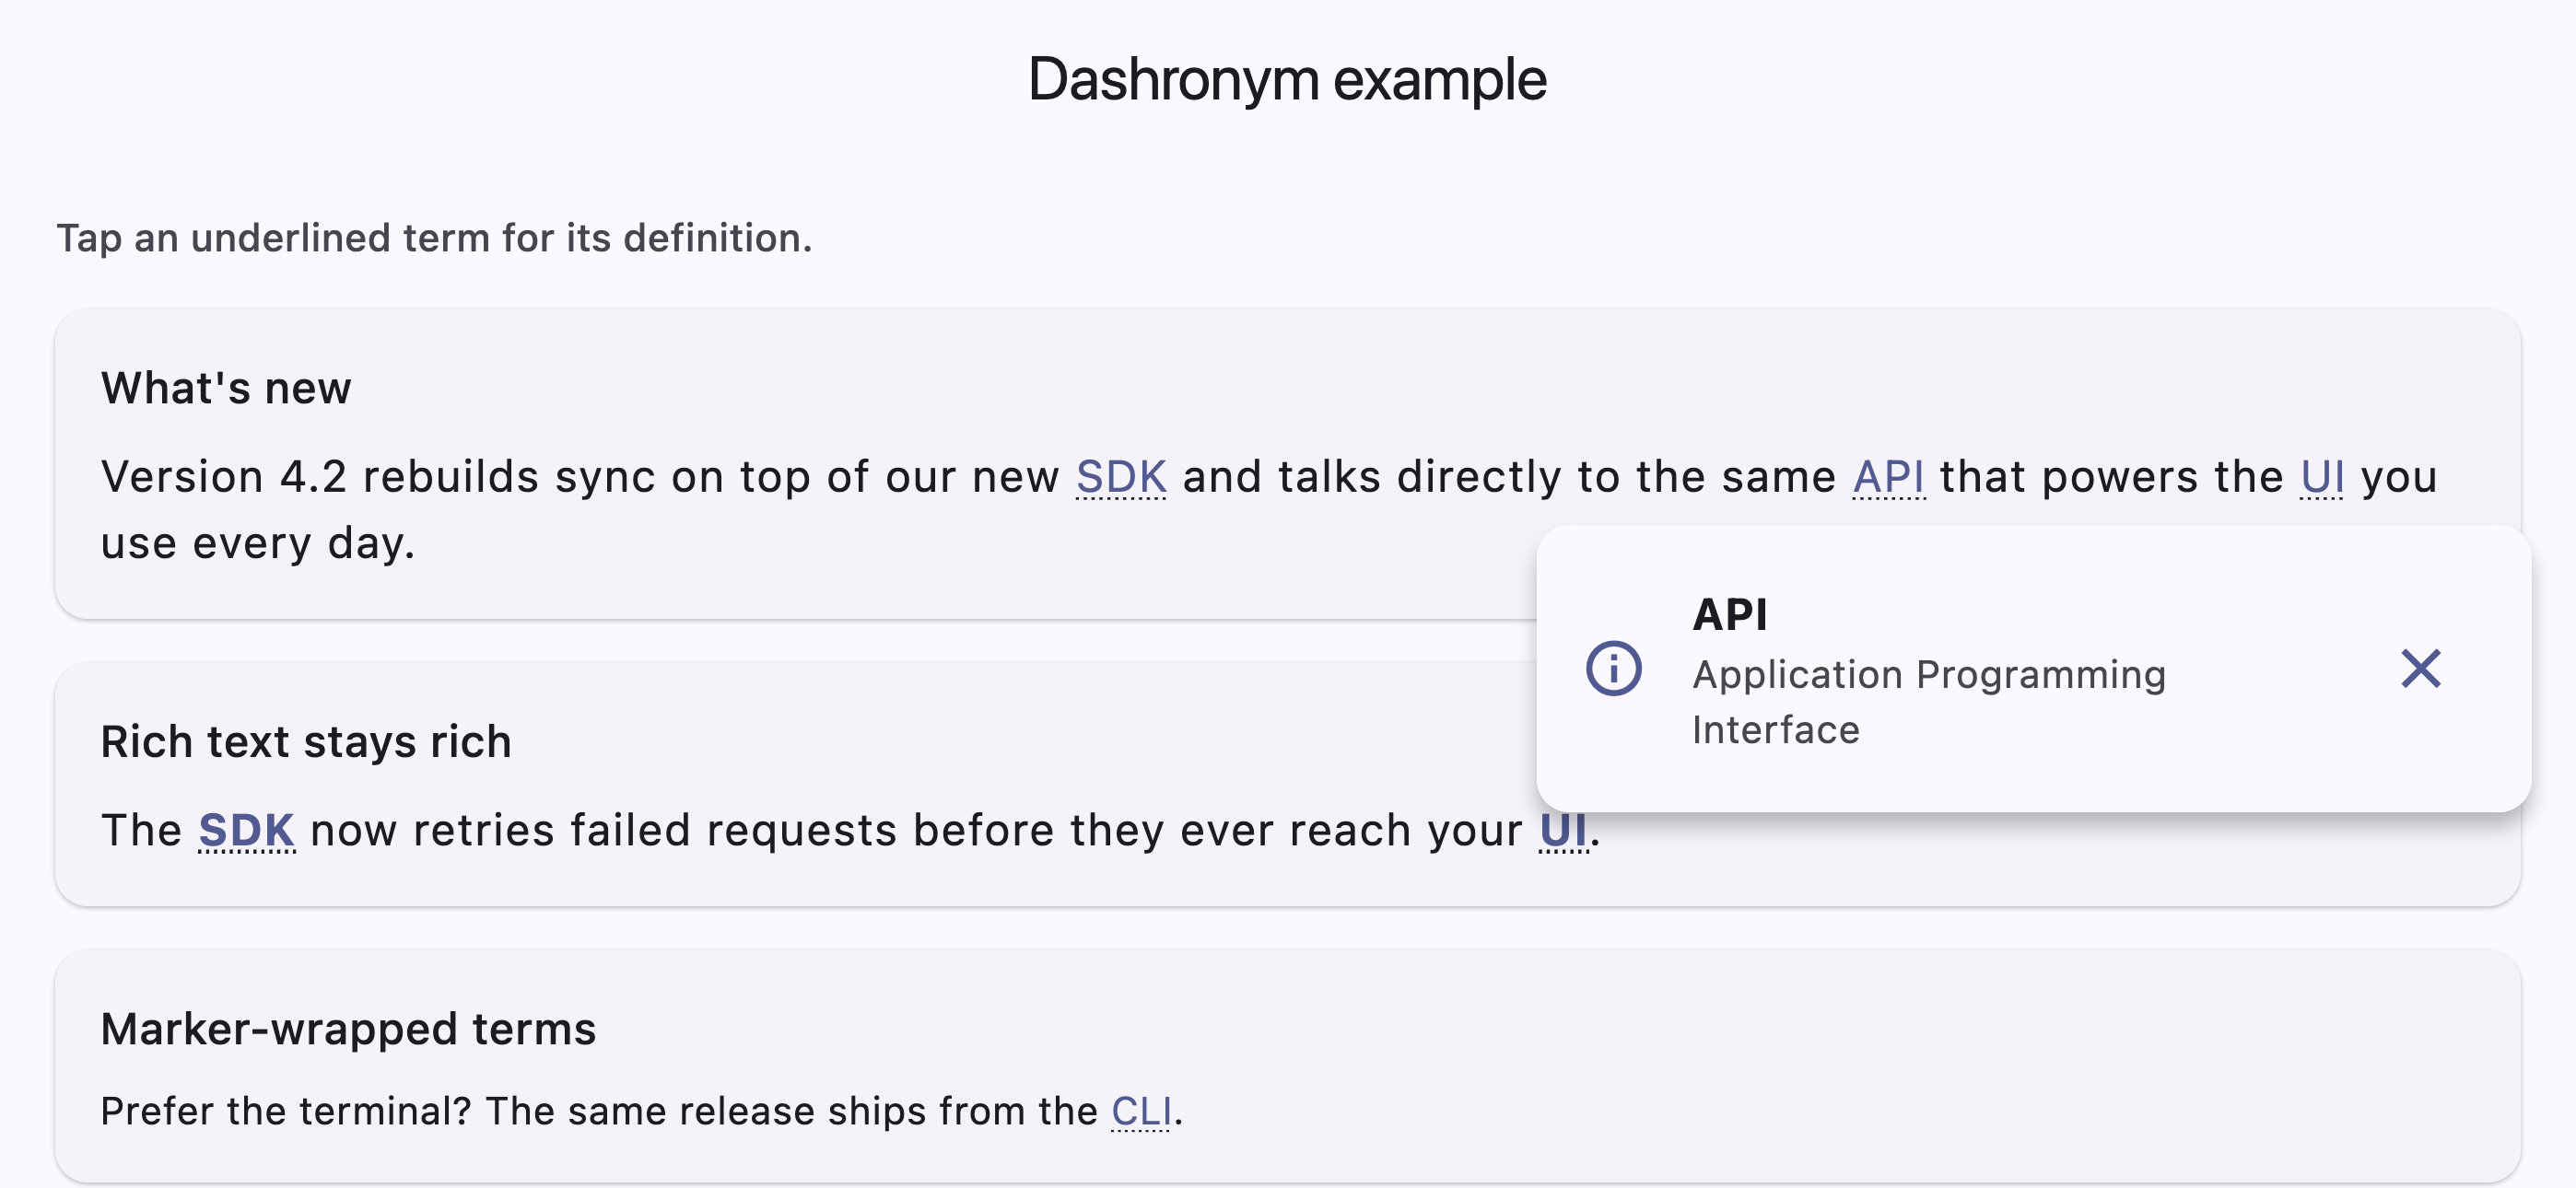 Dashronym example
Tap an underlined term for its definition.
What's new
Version 4.2 rebuilds sync on top of our new SDK and talks directly to the same API that powers the UI you
use every day.
API
Application Programming
Interface
Rich text stays rich
The SDK now retries failed requests before they ever reach your UI.
Marker-wrapped terms
Prefer the terminal? The same release ships from the CLI.